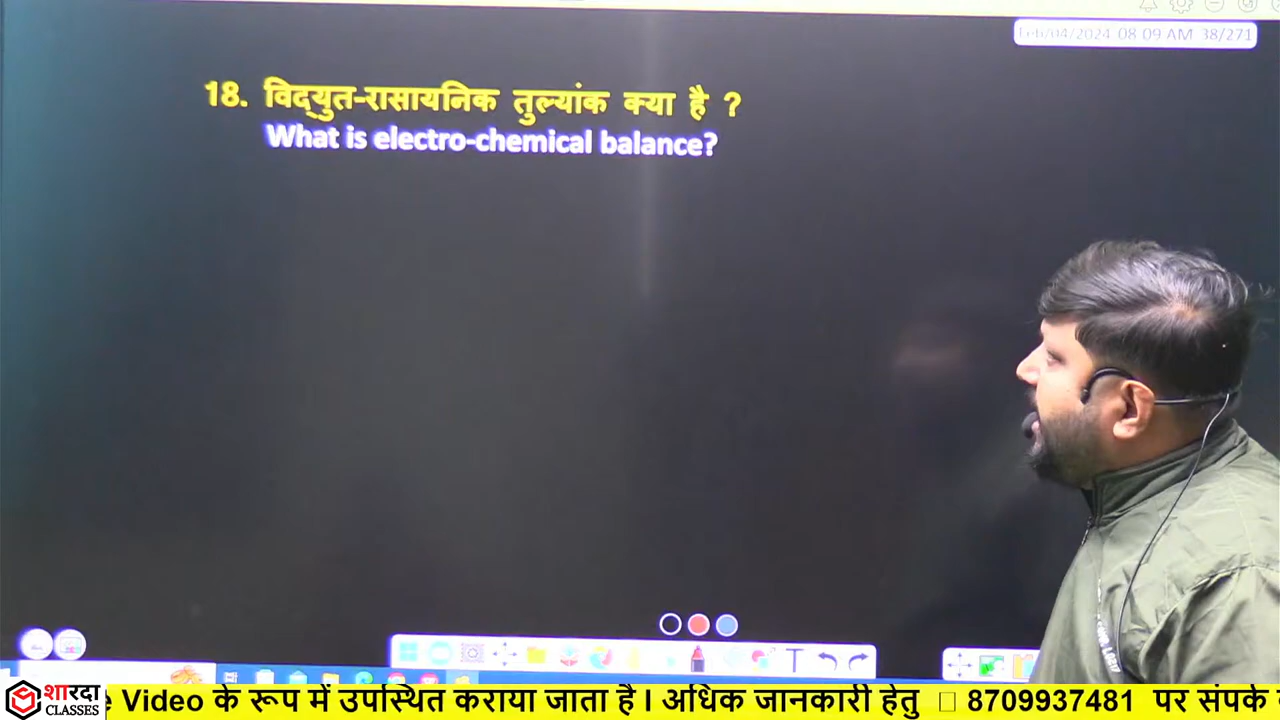 Feb/04/2024 08 09 AM 38/271
18. विद्युत-रासायनिक तुल्यांक क्या है ?
What is electro-chemical balance?
शारदा
CLASSES
e Video के रूप में उपस्थित कराया जाता है। अधिक जानकारी हेतु 8709937481 पर संपर्क